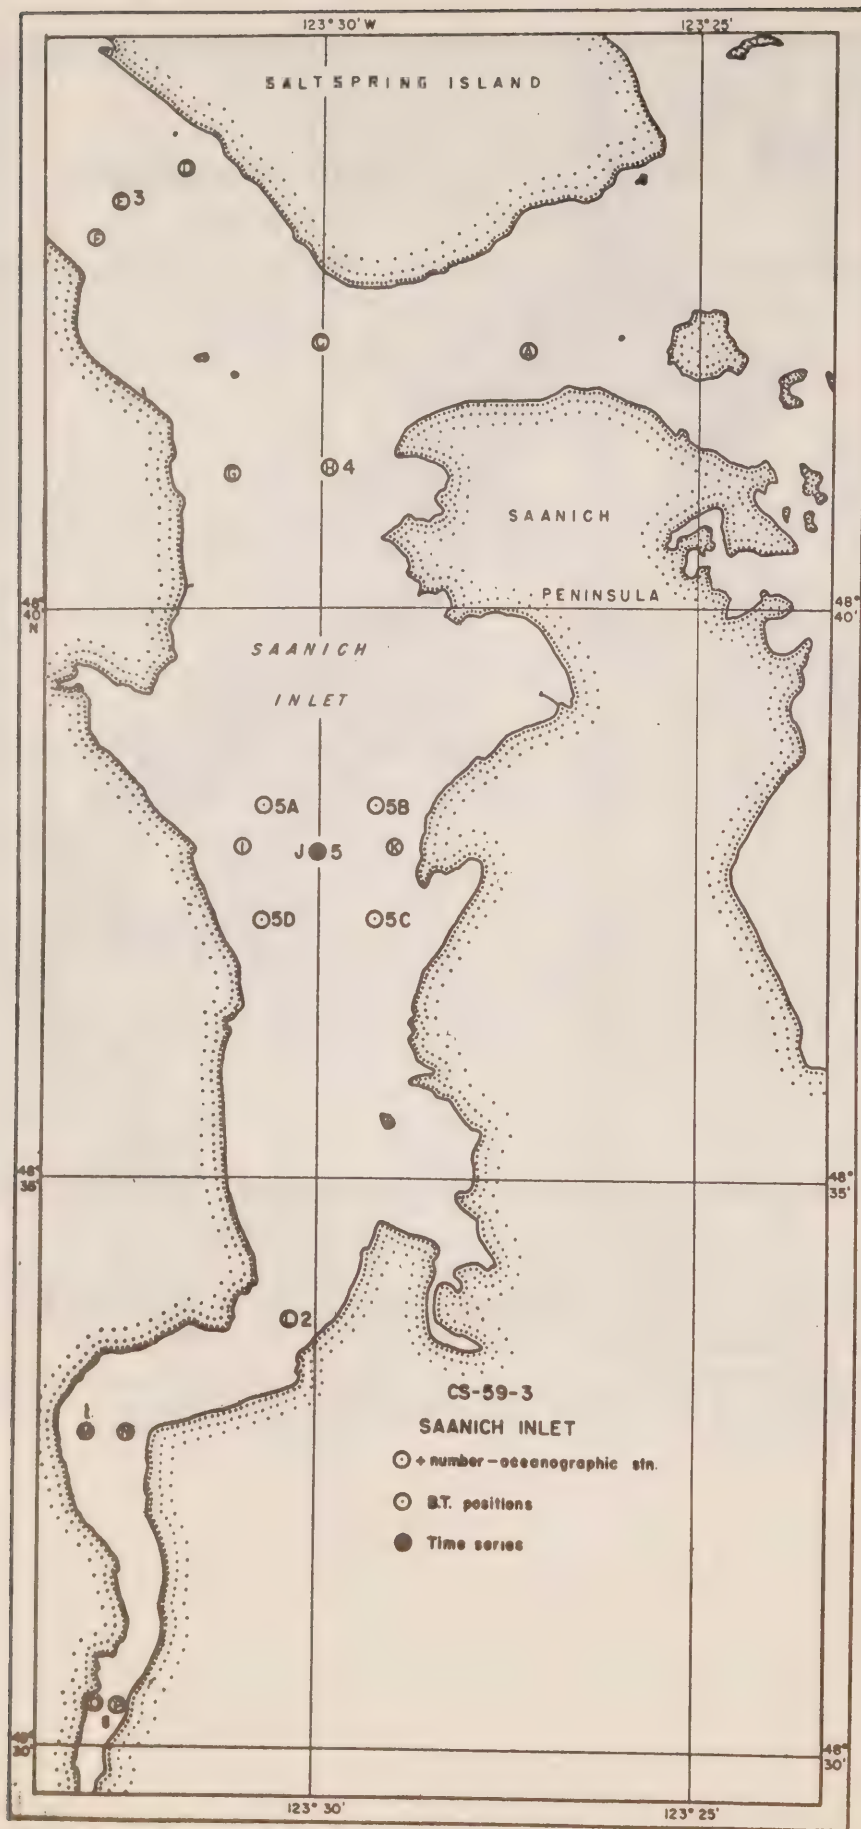 123° 30' W
123° 25'
SALTSPRING ISLAND
D
E 3
F
C
A
G
H 4
SAANICH
PENINSULA
48°
40'
N
48°
40'
SAANICH
INLET
5A
5B
I
J 5
K
5D
5C
48°
35'
48°
35'
L 2
1
CS-59-3
SAANICH INLET
+ number-oceanographic stn.
B.T. positions
Time series
48°
30'
48°
30'
123° 30'
123° 25'